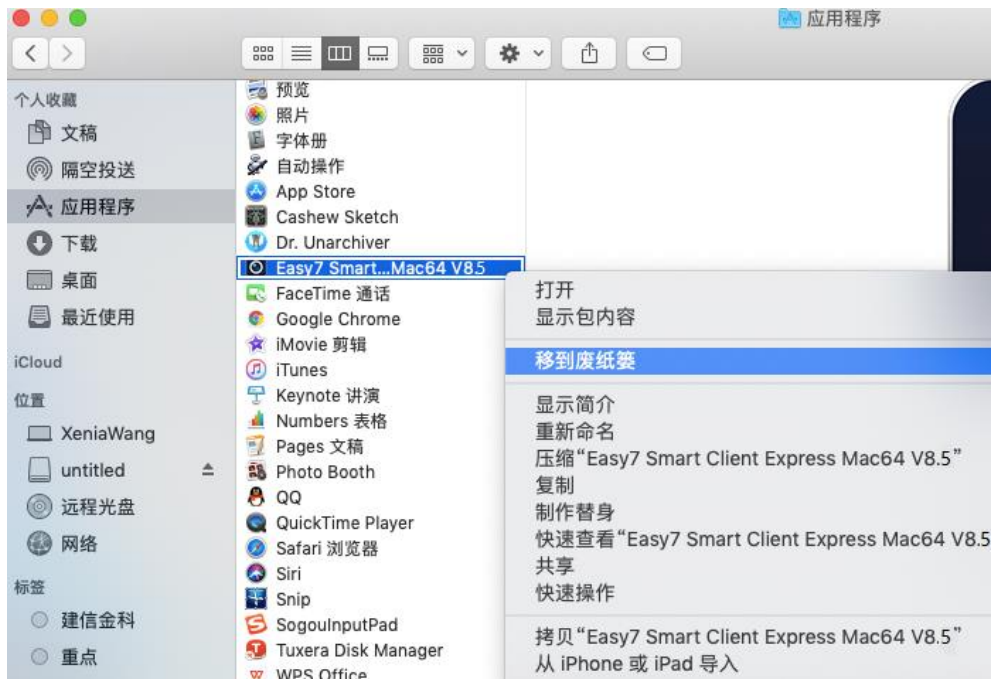 应用程序
个人收藏
文稿
隔空投送
应用程序
下载
桌面
最近使用
iCloud
位置
XeniaWang
untitled
远程光盘
网络
标签
建信金科
重点
预览
照片
字体册
自动操作
App Store
Cashew Sketch
Dr. Unarchiver
Easy7 Smart...Mac64 V8.5
FaceTime 通话
Google Chrome
iMovie 剪辑
iTunes
Keynote 讲演
Numbers 表格
Pages 文稿
Photo Booth
QQ
QuickTime Player
Safari 浏览器
Siri
Snip
SogouInputPad
Tuxera Disk Manager
WPS Office
打开
显示包内容
移到废纸篓
显示简介
重新命名
压缩“Easy7 Smart Client Express Mac64 V8.5”
复制
制作替身
快速查看“Easy7 Smart Client Express Mac64 V8.5
共享
快速操作
拷贝“Easy7 Smart Client Express Mac64 V8.5”
从 iPhone 或 iPad 导入